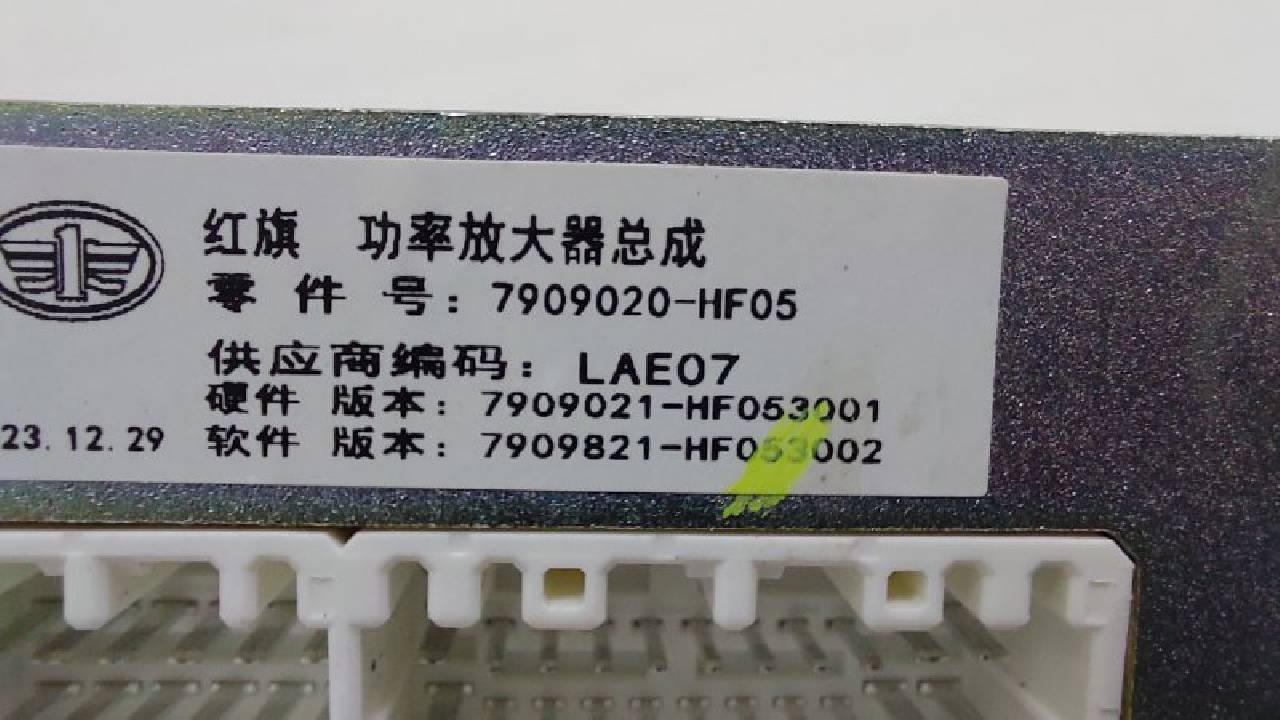 红旗 功率放大器总成
零 件 号: 7909020-HF05
供应商编码: LAE07
硬件 版本: 7909021-HF053001
23.12.29 软件 版本: 7909821-HF053002